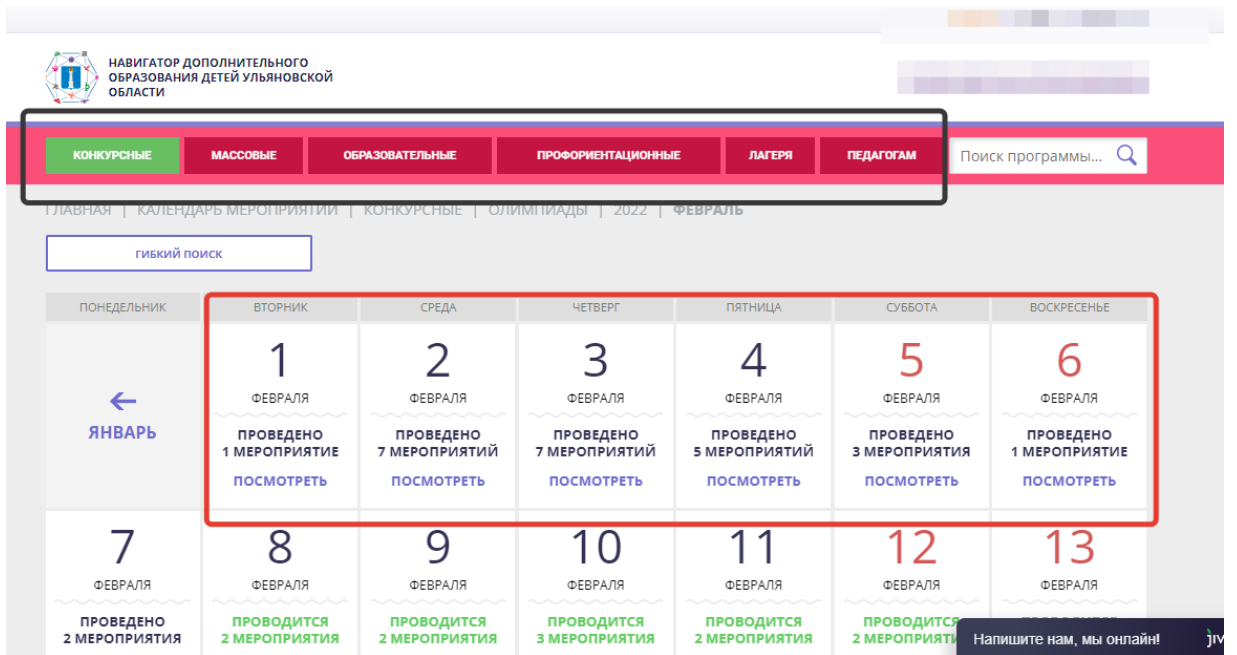 НАВИГАТОР ДОПОЛНИТЕЛЬНОГО
ОБРАЗОВАНИЯ ДЕТЕЙ УЛЬЯНОВСКОЙ
ОБЛАСТИ
КОНКУРСНЫЕ МАССОВЫЕ ОБРАЗОВАТЕЛЬНЫЕ ПРОФОРИЕНТАЦИОННЫЕ ЛАГЕРЯ ПЕДАГОГАМ Поиск программы...
ГЛАВНАЯ | КАЛЕНДАРЬ МЕРОПРИЯТИЙ | КОНКУРСНЫЕ | ОЛИМПИАДЫ | 2022 | ФЕВРАЛЬ
ГИБКИЙ ПОИСК
ПОНЕДЕЛЬНИК ВТОРНИК СРЕДА ЧЕТВЕРГ ПЯТНИЦА СУББОТА ВОСКРЕСЕНЬЕ
1 2 3 4 5 6
ФЕВРАЛЯ ФЕВРАЛЯ ФЕВРАЛЯ ФЕВРАЛЯ ФЕВРАЛЯ ФЕВРАЛЯ
ЯНВАРЬ ПРОВЕДЕНО ПРОВЕДЕНО ПРОВЕДЕНО ПРОВЕДЕНО ПРОВЕДЕНО ПРОВЕДЕНО
1 МЕРОПРИЯТИЕ 7 МЕРОПРИЯТИЙ 7 МЕРОПРИЯТИЙ 5 МЕРОПРИЯТИЙ 3 МЕРОПРИЯТИЯ 1 МЕРОПРИЯТИЕ
ПОСМОТРЕТЬ ПОСМОТРЕТЬ ПОСМОТРЕТЬ ПОСМОТРЕТЬ ПОСМОТРЕТЬ ПОСМОТРЕТЬ
7 8 9 10 11 12 13
ФЕВРАЛЯ ФЕВРАЛЯ ФЕВРАЛЯ ФЕВРАЛЯ ФЕВРАЛЯ ФЕВРАЛЯ ФЕВРАЛЯ
ПРОВЕДЕНО ПРОВОДИТСЯ ПРОВОДИТСЯ ПРОВОДИТСЯ ПРОВОДИТСЯ ПРОВОДИТСЯ
2 МЕРОПРИЯТИЯ 2 МЕРОПРИЯТИЯ 2 МЕРОПРИЯТИЯ 3 МЕРОПРИЯТИЯ 2 МЕРОПРИЯТИЯ 2 МЕРОПРИЯТИ
Напишите нам, мы онлайн! jiv